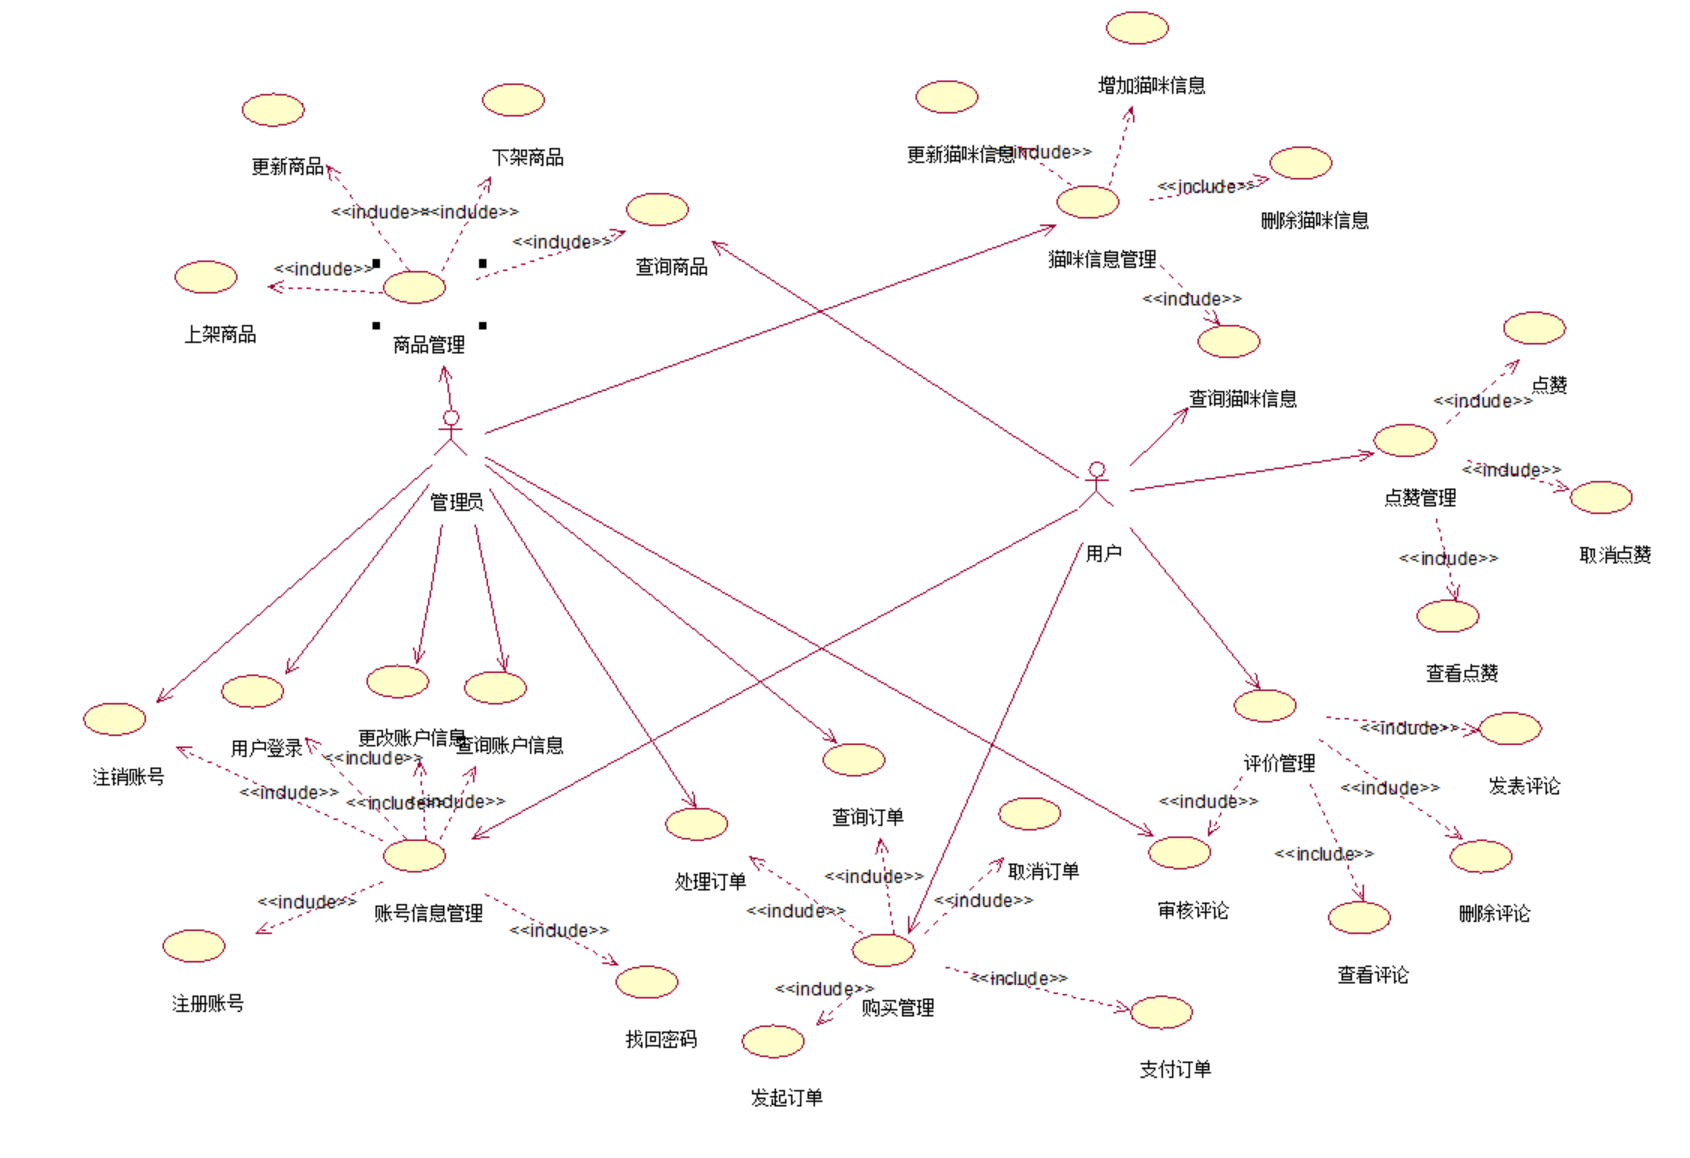 增加猫咪信息
更新猫咪信息
<<include>>
下架商品
更新商品
<<include>>
删除猫咪信息
<<include>>
<<include>>
<<include>>
查询商品
猫咪信息管理
<<include>>
<<include>>
上架商品
商品管理
点赞
查询猫咪信息
<<include>>
<<include>>
管理员
点赞管理
用户
取消点赞
<<include>>
查看点赞
<<include>>
更改账户信息
查询账户信息
用户登录
<<include>>
评价管理
注销账号
发表评论
<<include>>
<<include>>
<<include>>
<<include>>
<<include>>
<<include>>
查询订单
<<include>>
取消订单
<<include>>
处理订单
<<include>>
<<include>>
<<include>>
审核评论
账号信息管理
删除评论
<<include>>
查看评论
<<include>>
<<include>>
注册账号
购买管理
找回密码
支付订单
发起订单